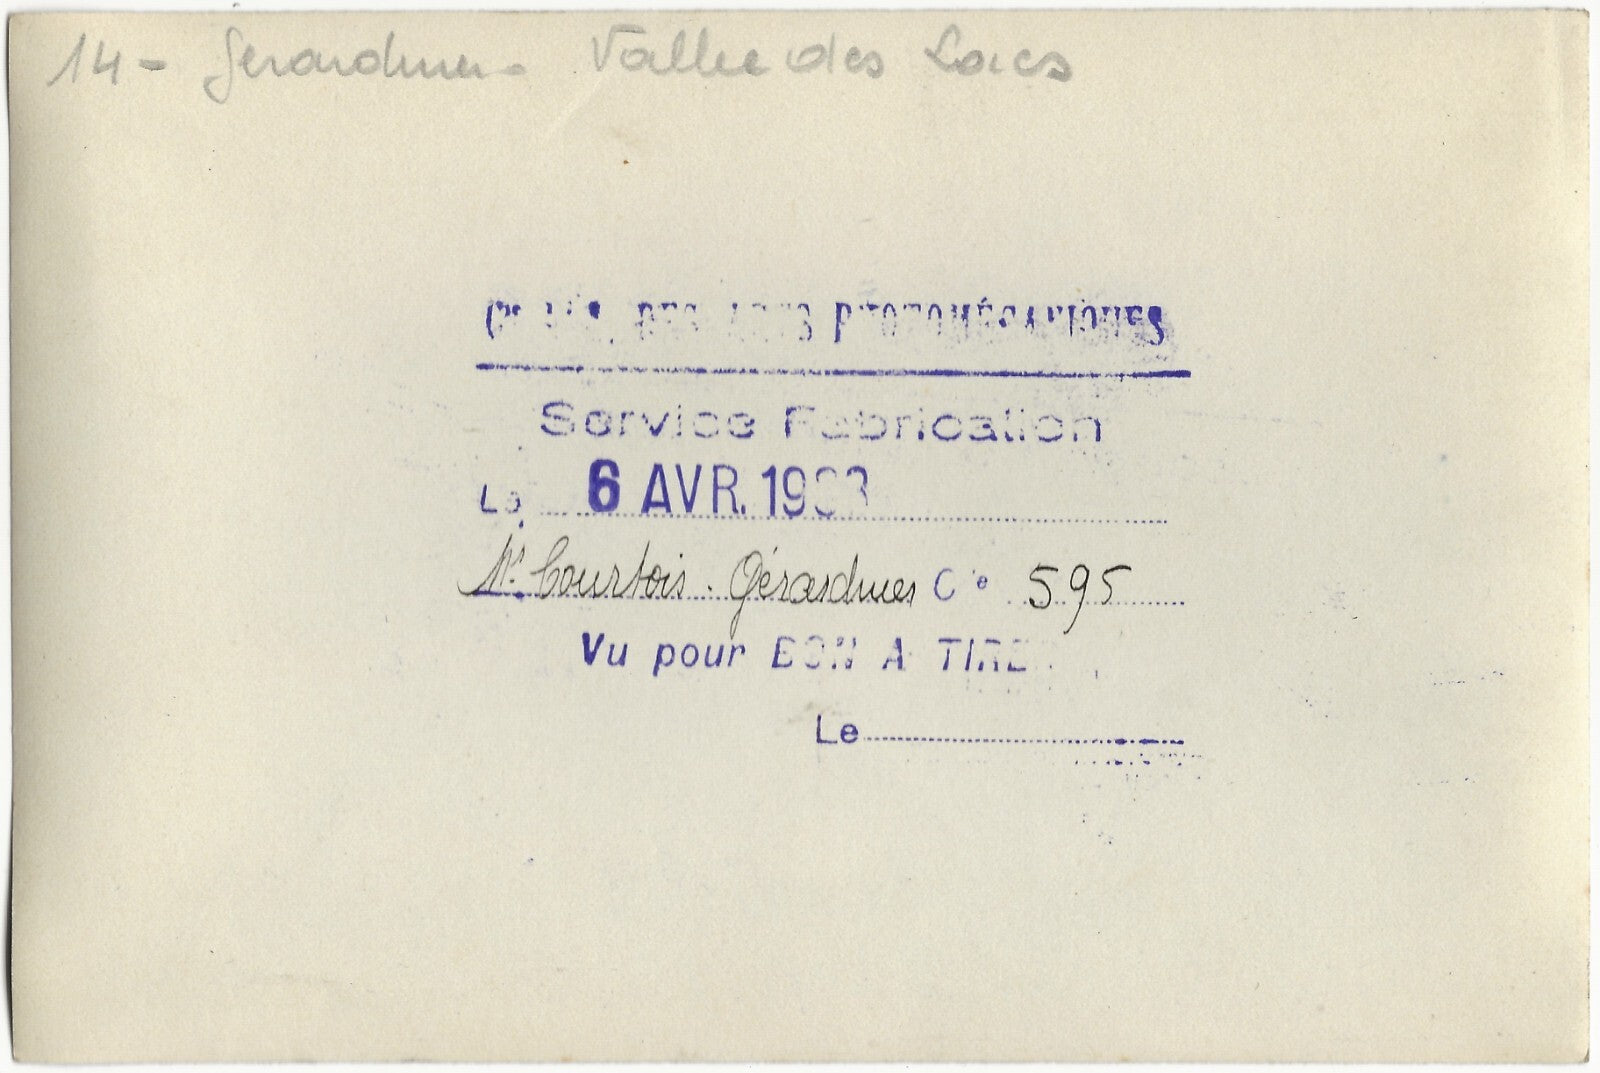 14 - Gerardmer - Vallee des Lacs
Service Fabrication
Le 6 AVR.
Mr. Courtois. Gérardmer Cie 595
Vu pour BON A TIRER
Le